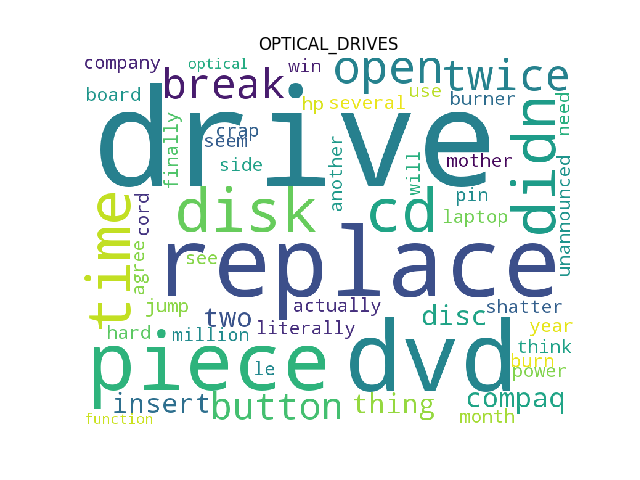 OPTICAL_DRIVES
company
optical
win
open
twice
break
board
hp
several
use
burner
need
drive
didn
finally
crap
seem
side
another
will
mother
pin
laptop
unannounced
disk
cd
time
cord
agree
see
replace
jump
two
actually
literally
disc
shatter
year
hard
million
piece
le
dvd
think
burn
power
insert
button
thing
compaq
month
function